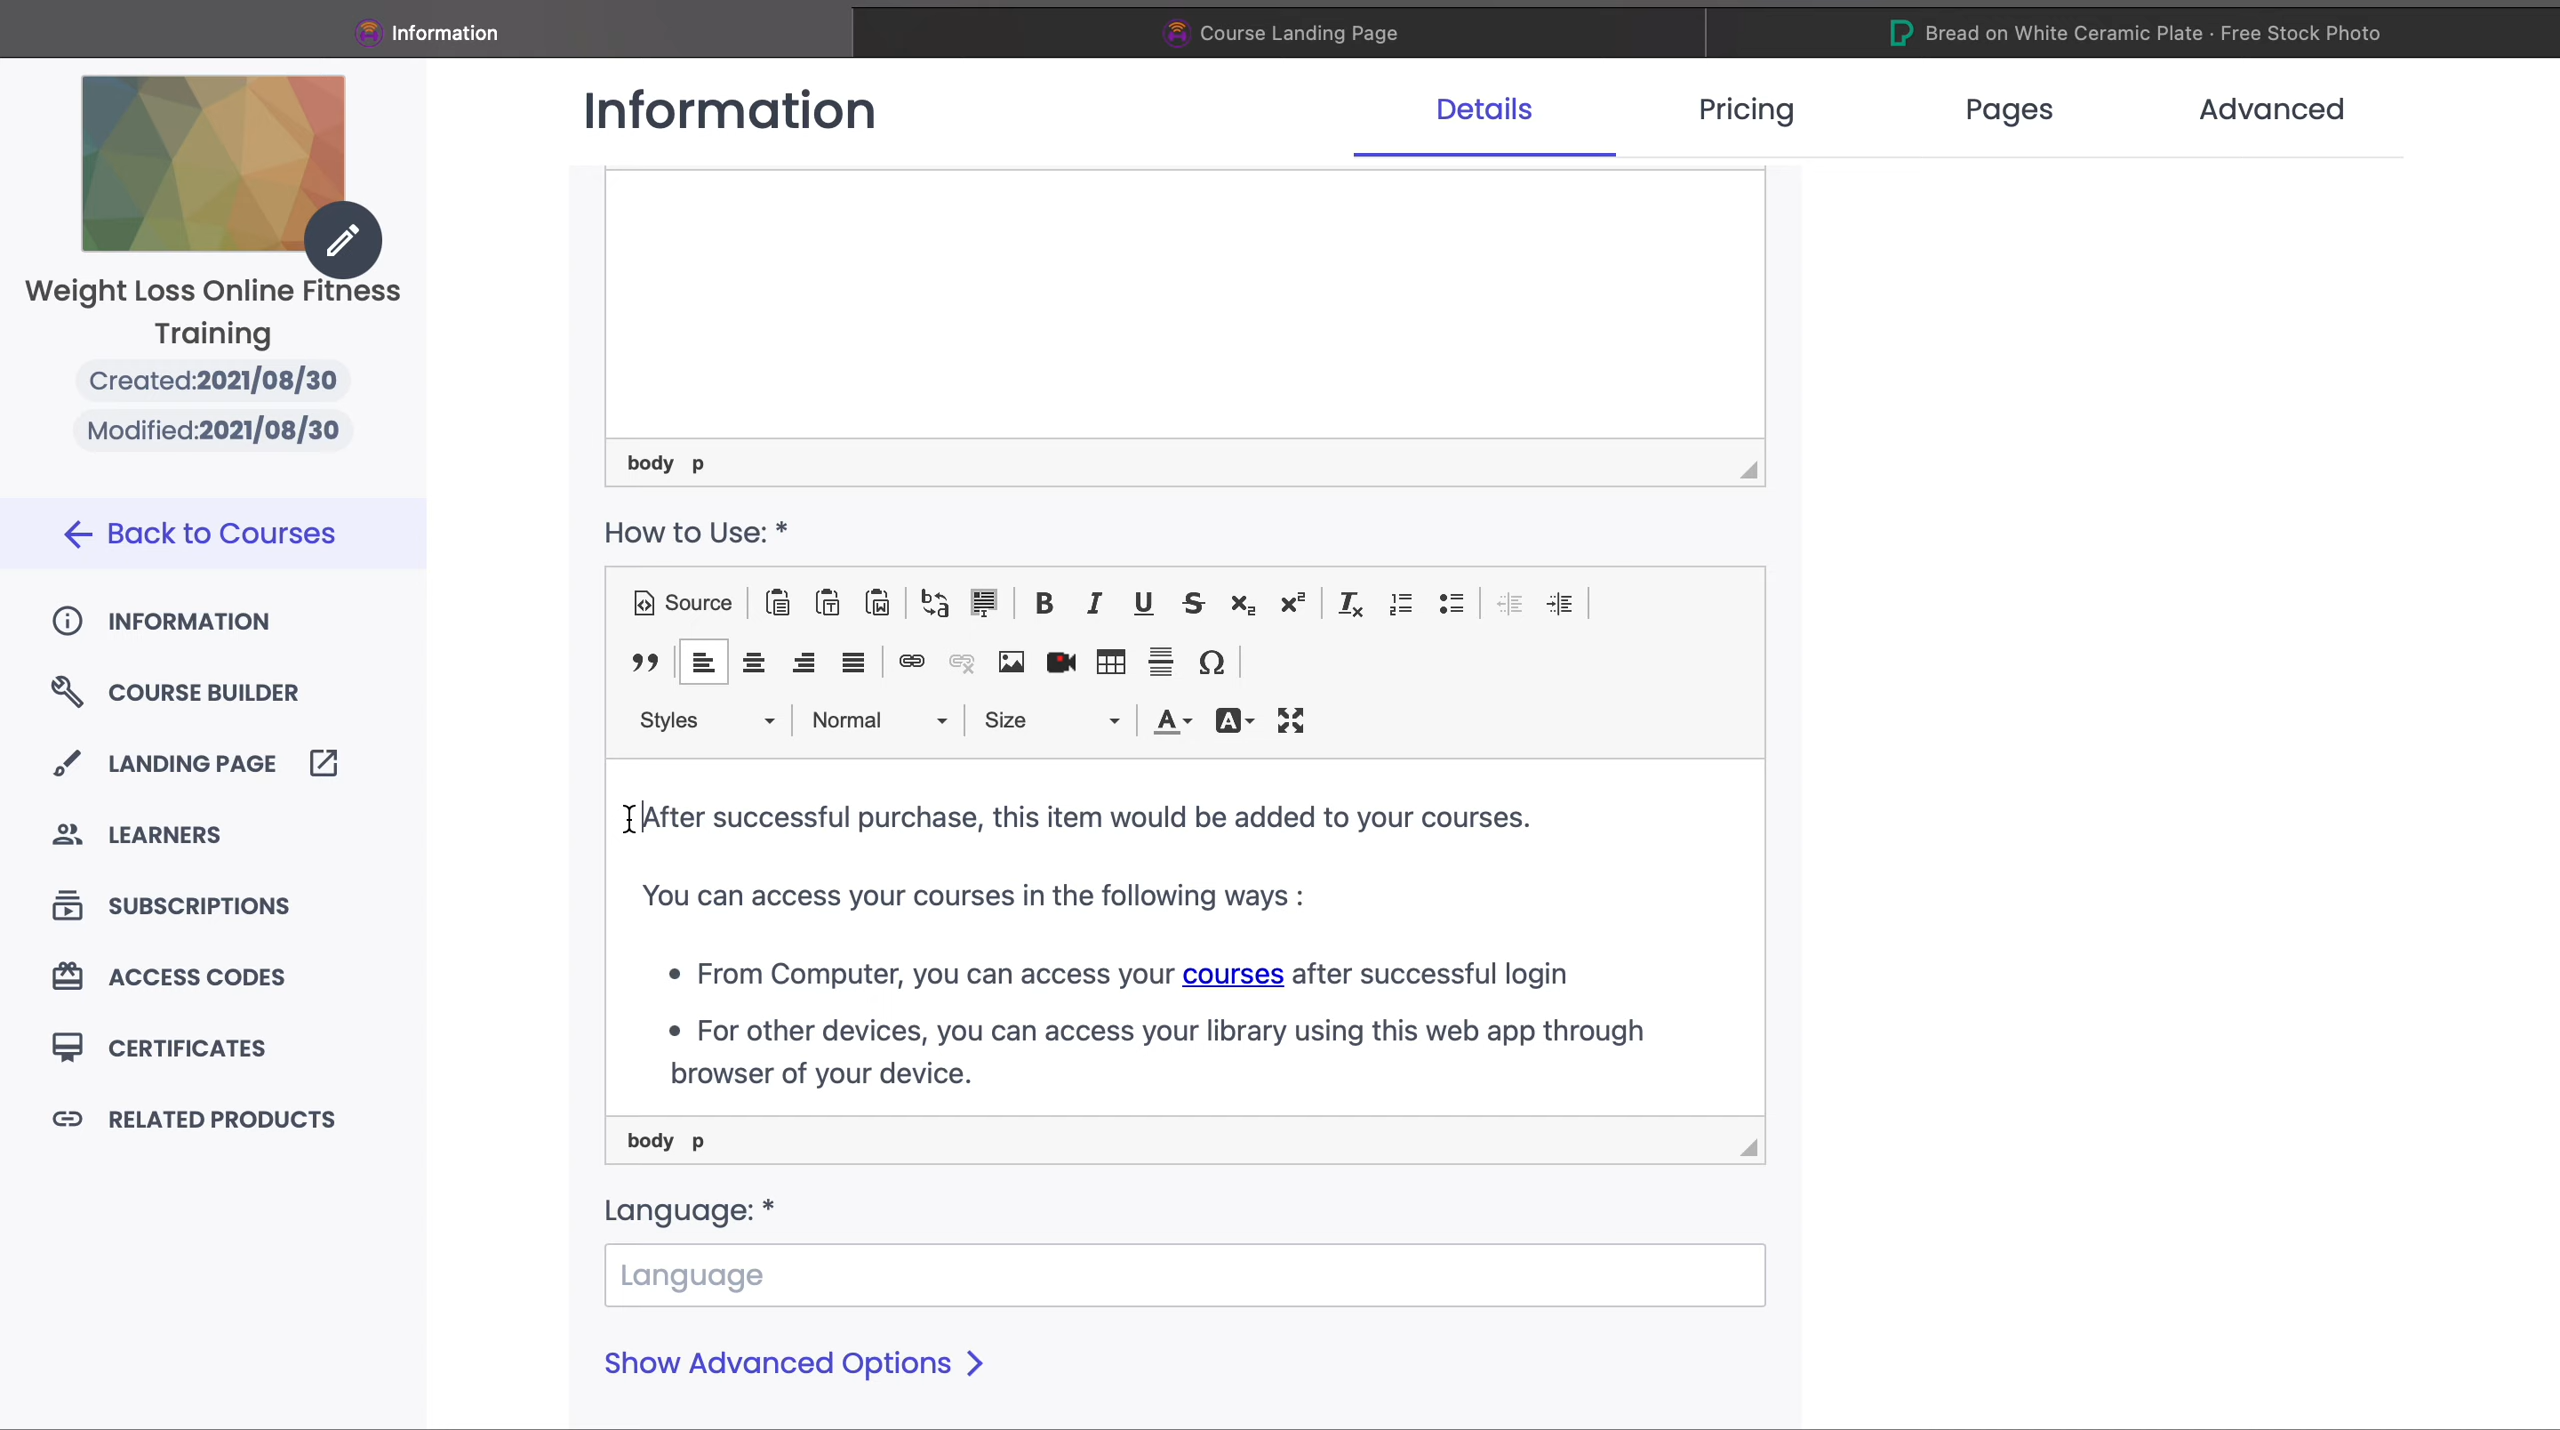 Information
Course Landing Page
Bread on White Ceramic Plate · Free Stock Photo
Information
Details
Pricing
Pages
Advanced
Weight Loss Online Fitness
Training
Created:2021/08/30
Modified:2021/08/30
Back to Courses
INFORMATION
COURSE BUILDER
LANDING PAGE
LEARNERS
SUBSCRIPTIONS
ACCESS CODES
CERTIFICATES
RELATED PRODUCTS
body p
How to Use: *
Source
Styles
Normal
Size
After successful purchase, this item would be added to your courses.
You can access your courses in the following ways :
• From Computer, you can access your courses after successful login
• For other devices, you can access your library using this web app through
browser of your device.
body p
Language: *
Language
Show Advanced Options